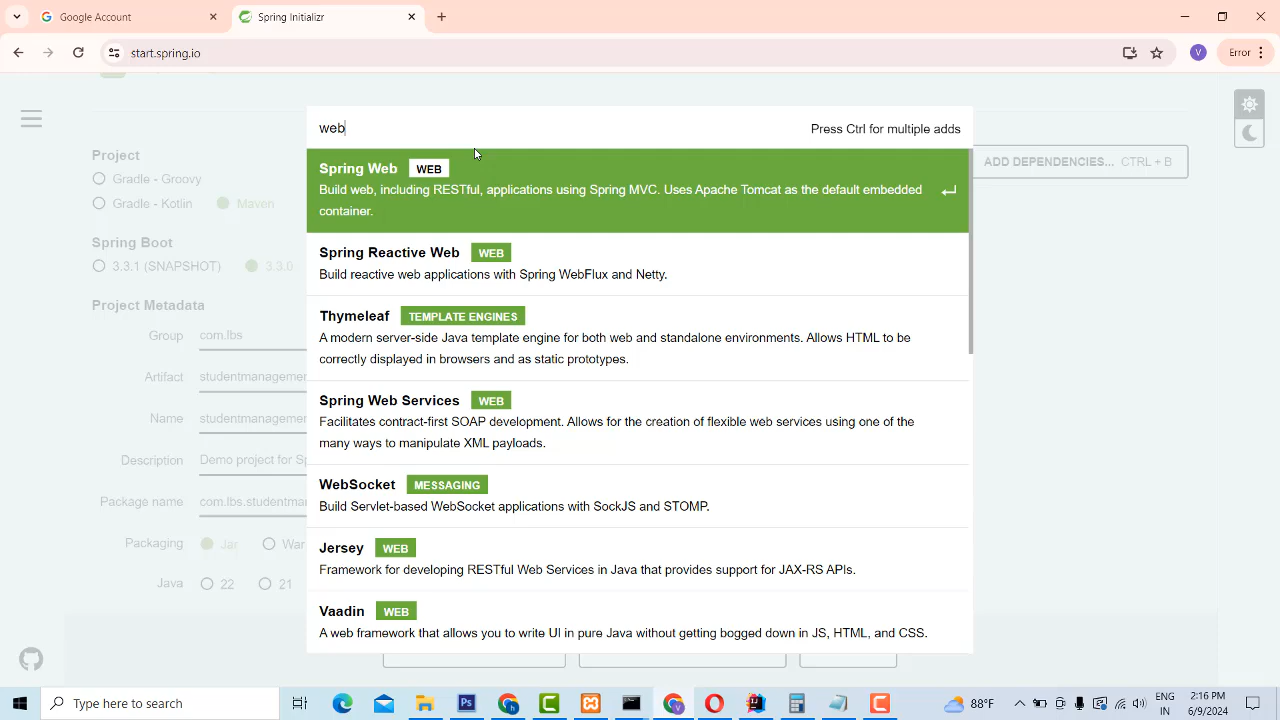 Google Account
Spring Initializr
start.spring.io
V
Error
web
Press Ctrl for multiple adds
Spring Web WEB
Build web, including RESTful, applications using Spring MVC. Uses Apache Tomcat as the default embedded
container.
Spring Reactive Web WEB
Build reactive web applications with Spring WebFlux and Netty.
Thymeleaf TEMPLATE ENGINES
A modern server-side Java template engine for both web and standalone environments. Allows HTML to be
correctly displayed in browsers and as static prototypes.
Spring Web Services WEB
Facilitates contract-first SOAP development. Allows for the creation of flexible web services using one of the
many ways to manipulate XML payloads.
WebSocket MESSAGING
Build Servlet-based WebSocket applications with SockJS and STOMP.
Jersey WEB
Framework for developing RESTful Web Services in Java that provides support for JAX-RS APIs.
Vaadin WEB
A web framework that allows you to write UI in pure Java without getting bogged down in JS, HTML, and CSS.
Project
Gradle - Groovy
Gradle - Kotlin Maven
Spring Boot
3.3.1 (SNAPSHOT) 3.3.0
Project Metadata
Group com.lbs
Artifact studentmanagemen
Name studentmanagemen
Description Demo project for Sp
Package name com.lbs.studentmar
Packaging Jar War
Java 22 21
ADD DEPENDENCIES... CTRL + B
Type here to search
Ps
88°F
ENG
IN
2:16 PM
6/9/2024